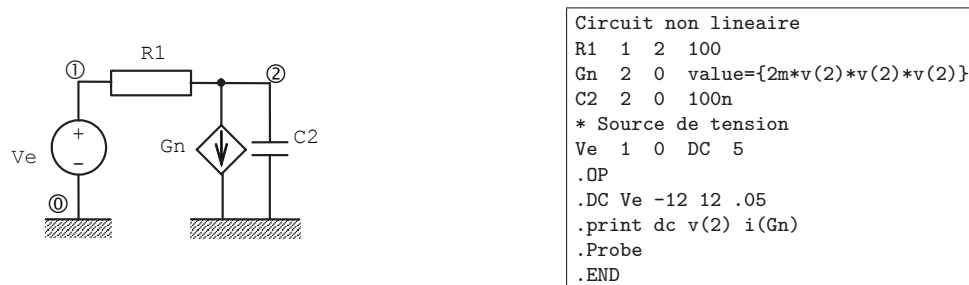 R1
①
②
Ve
+
−
Gn
C2
⓪
Circuit non lineaire
R1 1 2 100
Gn 2 0 value={2m*v(2)*v(2)*v(2)}
C2 2 0 100n
* Source de tension
Ve 1 0 DC 5
.OP
.DC Ve -12 12 .05
.print dc v(2) i(Gn)
.Probe
.END